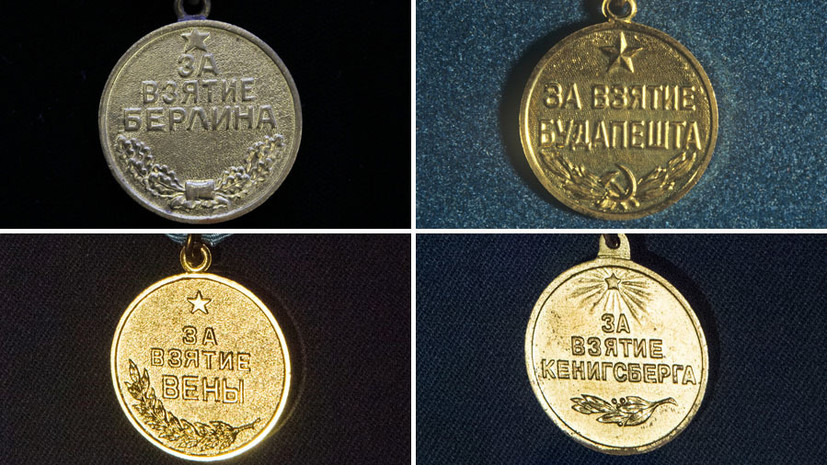 ЗА
ВЗЯТИЕ
БЕРЛИНА
ЗА ВЗЯТИЕ
БУДАПЕШТА
ЗА
ВЗЯТИЕ
ВЕНЫ
ЗА
ВЗЯТИЕ
КЕНИГСБЕРГА